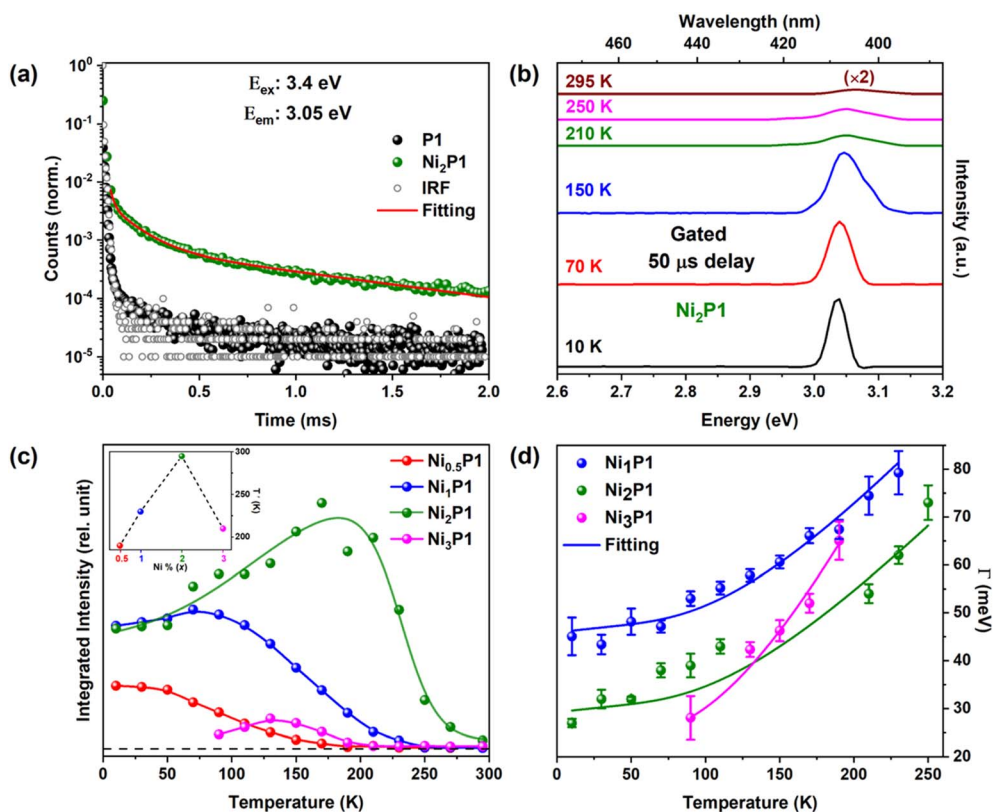 (a)
E_ex: 3.4 eV
E_em: 3.05 eV
P1
Ni₂P1
IRF
Fitting
10⁰
10⁻¹
10⁻²
10⁻³
10⁻⁴
10⁻⁵
Counts (norm.)
0.0 0.5 1.0 1.5 2.0
Time (ms)
Wavelength (nm)
460 440 420 400
(b)
295 K
(×2)
250 K
210 K
150 K
Gated
50 μs delay
70 K
Ni₂P1
10 K
Intensity (a.u.)
2.6 2.7 2.8 2.9 3.0 3.1 3.2
Energy (eV)
(c)
Ni₀.₅P1
Ni₁P1
Ni₂P1
Ni₃P1
300
250
200
T* (K)
0.5 1 2 3
Ni % (x)
Integrated Intensity (rel. unit)
0 50 100 150 200 250 300
Temperature (K)
(d)
Ni₁P1
Ni₂P1
Ni₃P1
Fitting
80
70
60
50
40
30
20
Γ (meV)
0 50 100 150 200 250
Temperature (K)